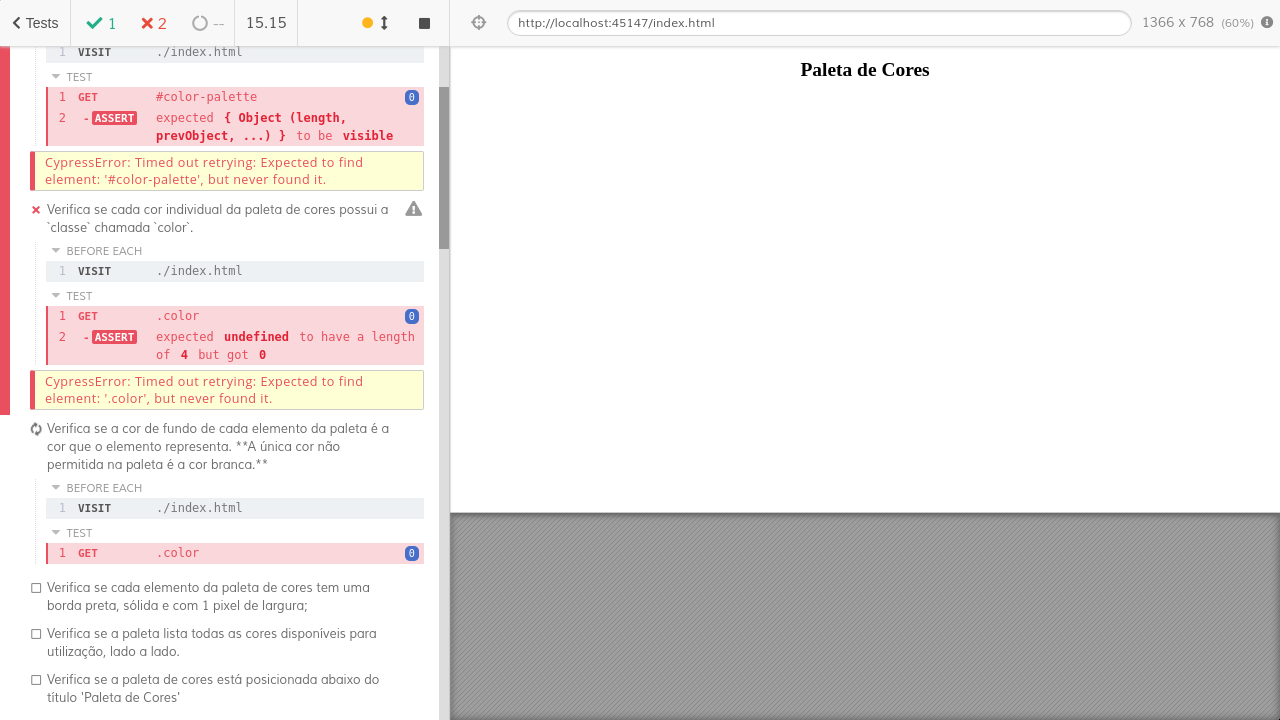 Tests 1 2 -- 15.15 http://localhost:45147/index.html 1366 x 768 (60%)
1 VISIT ./index.html
TEST
1 GET #color-palette 0
2 -ASSERT expected { Object (length,
prevObject, ...) } to be visible
CypressError: Timed out retrying: Expected to find
element: '#color-palette', but never found it.
Verifica se cada cor individual da paleta de cores possui a
`classe` chamada `color`.
BEFORE EACH
1 VISIT ./index.html
TEST
1 GET .color 0
2 -ASSERT expected undefined to have a length
of 4 but got 0
CypressError: Timed out retrying: Expected to find
element: '.color', but never found it.
Verifica se a cor de fundo de cada elemento da paleta é a
cor que o elemento representa. **A única cor não
permitida na paleta é a cor branca.**
BEFORE EACH
1 VISIT ./index.html
TEST
1 GET .color 0
Verifica se cada elemento da paleta de cores tem uma
borda preta, sólida e com 1 pixel de largura;
Verifica se a paleta lista todas as cores disponíveis para
utilização, lado a lado.
Verifica se a paleta de cores está posicionada abaixo do
título 'Paleta de Cores'
Paleta de Cores